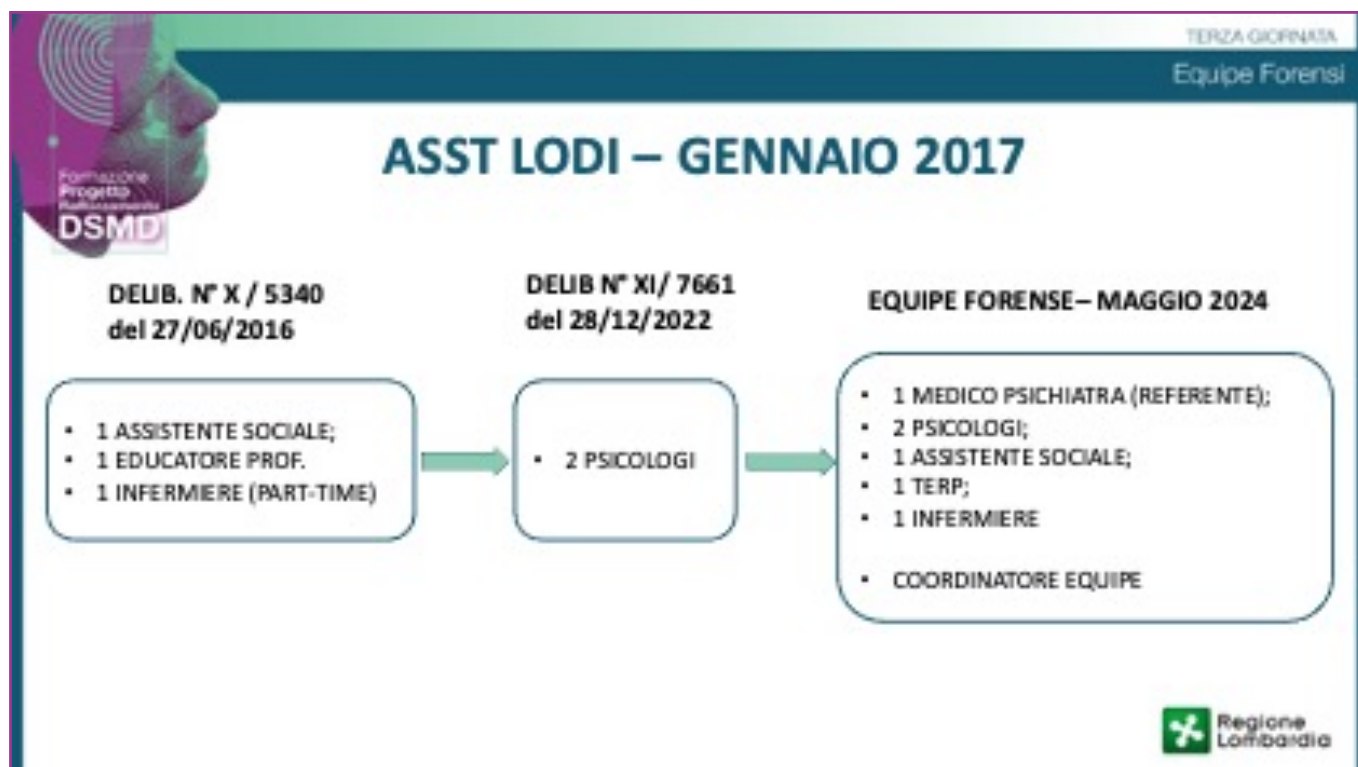 TERZA GIORNATA
Equipe Forensi
ASST LODI – GENNAIO 2017
Formazione
Progetto
DSMD
DELIB. N° X / 5340
del 27/06/2016
• 1 ASSISTENTE SOCIALE;
• 1 EDUCATORE PROF.
• 1 INFERMIERE (PART-TIME)
DELIB N° XI/ 7661
del 28/12/2022
• 2 PSICOLOGI
EQUIPE FORENSE– MAGGIO 2024
• 1 MEDICO PSICHIATRA (REFERENTE);
• 2 PSICOLOGI;
• 1 ASSISTENTE SOCIALE;
• 1 TERP;
• 1 INFERMIERE
• COORDINATORE EQUIPE
Regione
Lombardia